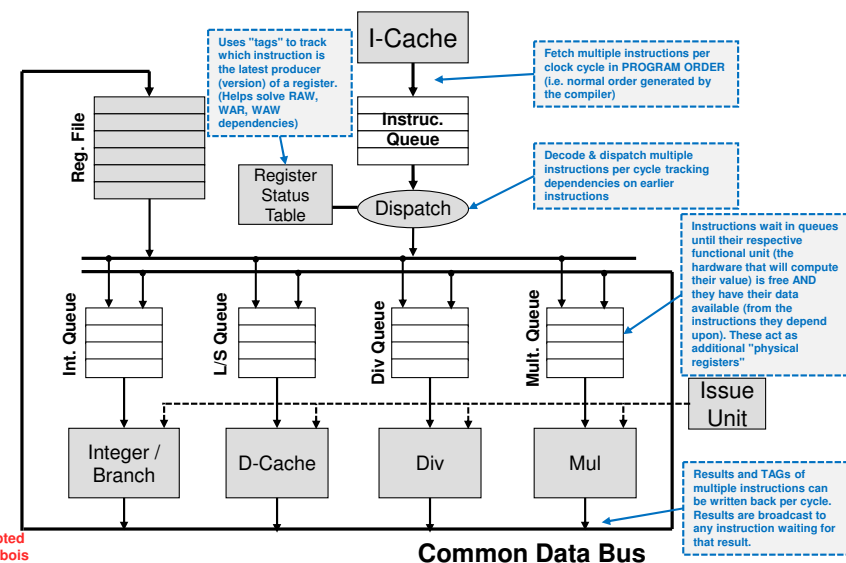 Uses "tags" to track
which instruction is
the latest producer
(version) of a register.
(Helps solve RAW,
WAR, WAW
dependencies)
I-Cache
Fetch multiple instructions per
clock cycle in PROGRAM ORDER
(i.e. normal order generated by
the compiler)
Reg. File
Instruc.
Queue
Register
Status
Table
Dispatch
Decode & dispatch multiple
instructions per cycle tracking
dependencies on earlier
instructions
Instructions wait in queues
until their respective
functional unit (the
hardware that will compute
their value) is free AND
they have their data
available (from the
instructions they depend
upon). These act as
additional "physical
registers"
Int. Queue
L/S Queue
Div Queue
Mult. Queue
Issue
Unit
Integer /
Branch
D-Cache
Div
Mul
Results and TAGs of
multiple instructions can
be written back per cycle.
Results are broadcast to
any instruction waiting for
that result.
Common Data Bus
pted
bois